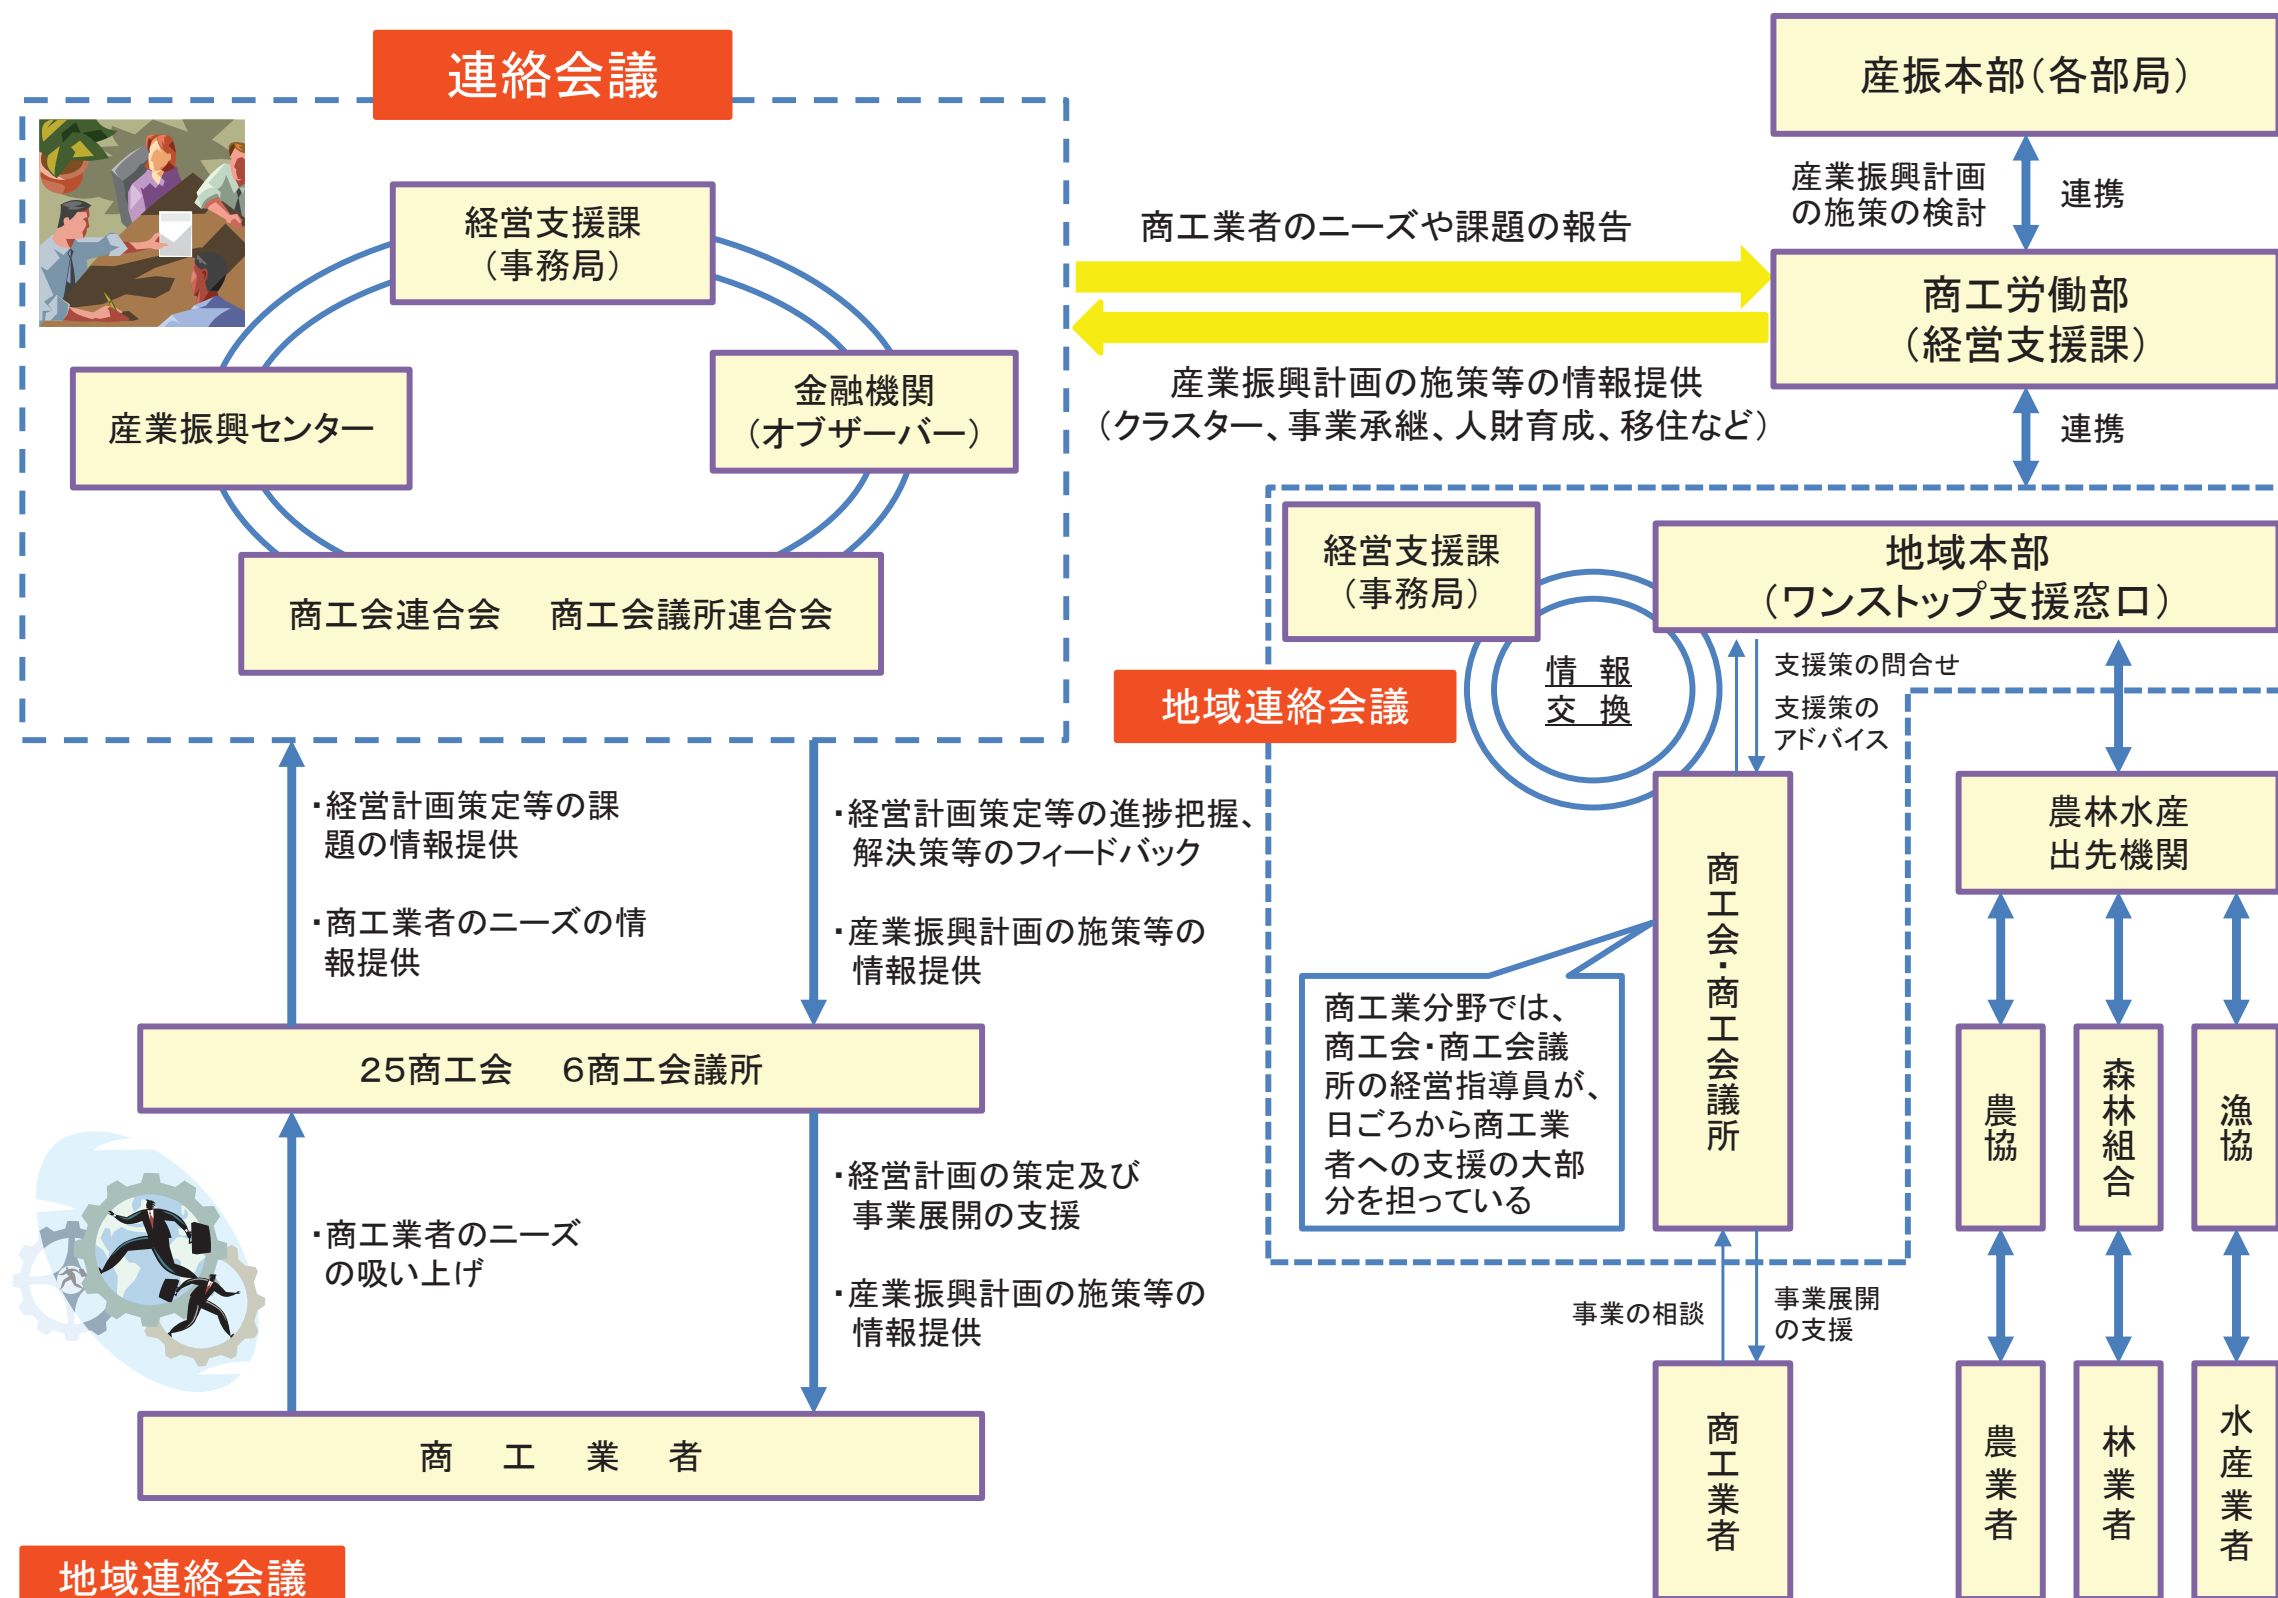 連絡会議
経営支援課
（事務局）
産業振興センター
金融機関
（オブザーバー）
商工会連合会　商工会議所連合会
商工業者のニーズや課題の報告
産業振興計画の施策等の情報提供
（クラスター、事業承継、人財育成、移住など）
産振本部（各部局）
産業振興計画
の施策の検討
連携
商工労働部
（経営支援課）
連携
・経営計画策定等の課
題の情報提供
・商工業者のニーズの情
報提供
・経営計画策定等の進捗把握、
解決策等のフィードバック
・産業振興計画の施策等の
情報提供
25商工会　6商工会議所
・商工業者のニーズ
の吸い上げ
・経営計画の策定及び
事業展開の支援
・産業振興計画の施策等の
情報提供
商　工　業　者
地域連絡会議
地域連絡会議
経営支援課
（事務局）
地域本部
（ワンストップ支援窓口）
情　報
交　換
支援策の問合せ
支援策の
アドバイス
商工会・商工会議所
商工業分野では、
商工会・商工会議
所の経営指導員が、
日ごろから商工業
者への支援の大部
分を担っている
事業の相談
事業展開
の支援
商工業者
農林水産
出先機関
農協
森林組合
漁協
農業者
林業者
水産業者